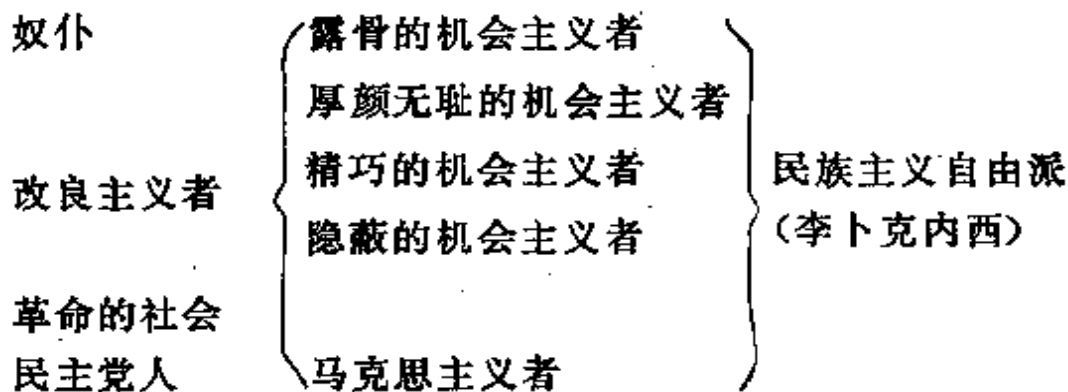 奴仆
露骨的机会主义者
厚颜无耻的机会主义者
改良主义者
精巧的机会主义者
隐蔽的机会主义者
民族主义自由派
（李卜克内西）
革命的社会
民主党人
马克思主义者